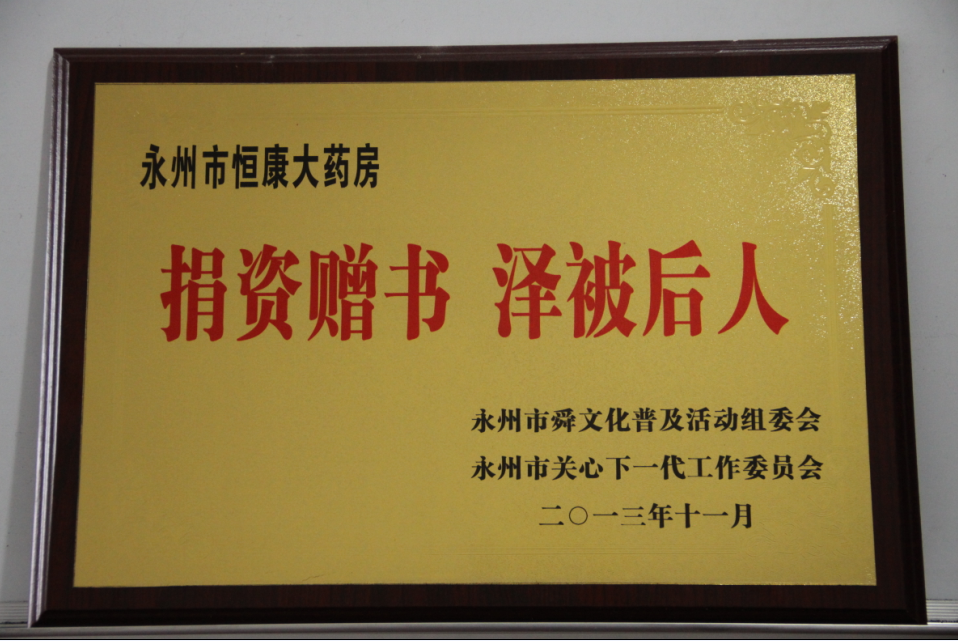 永州市恒康大药房
捐资赠书 泽被后人
永州市舜文化普及活动组委会
永州市关心下一代工作委员会
二〇一三年十一月